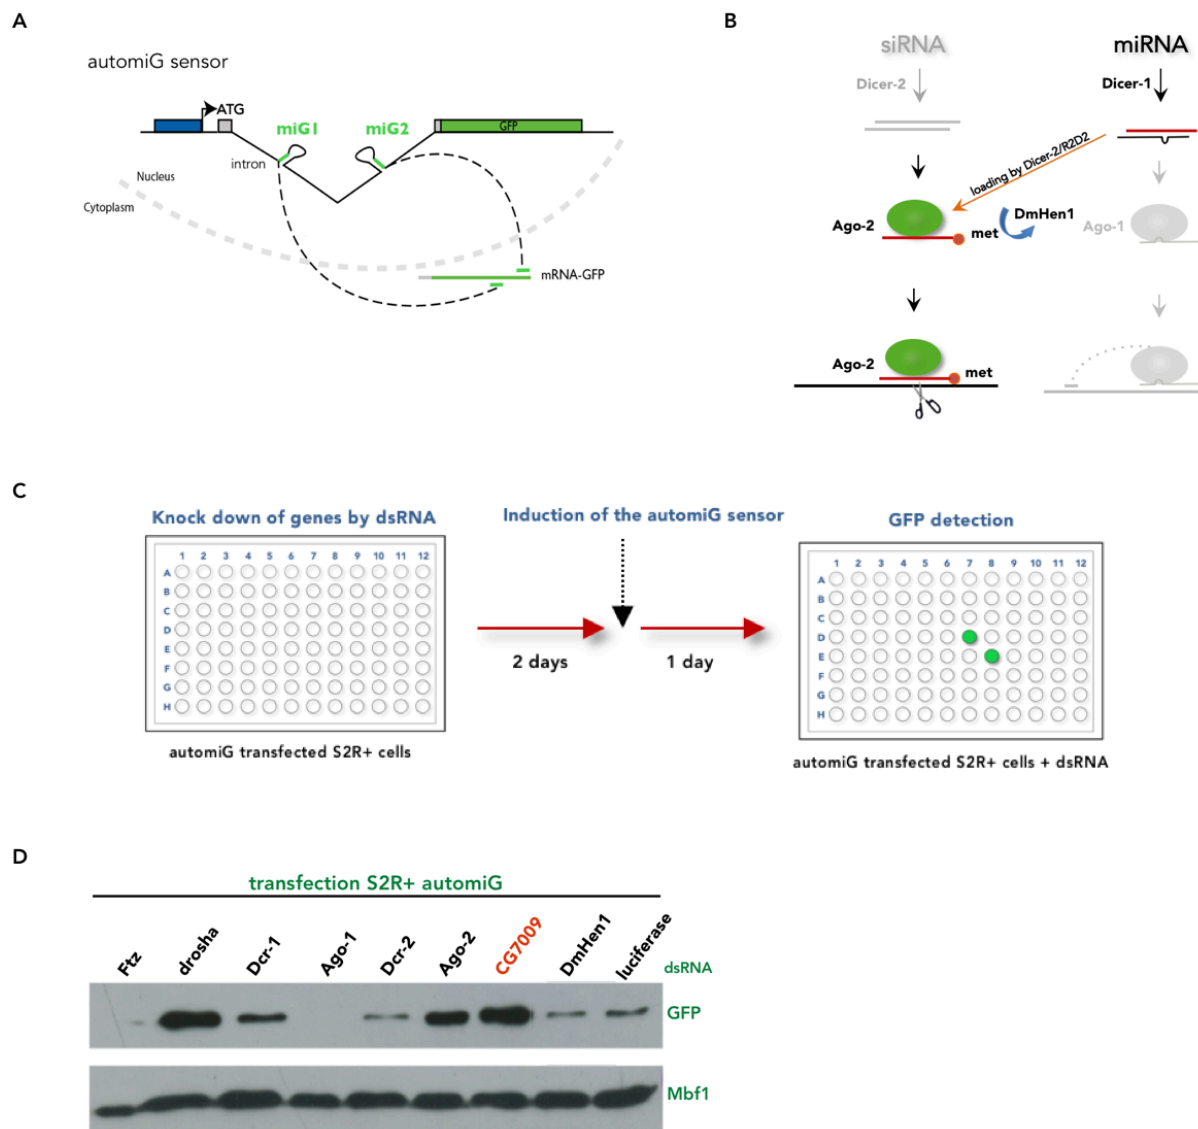 A
automiG sensor
ATG
miG1
miG2
GFP
intron
Nucleus
Cytoplasm
mRNA-GFP
B
siRNA
miRNA
Dicer-2
Dicer-1
loading by Dicer-2/R2D2
Ago-2
met
DmHen1
Ago-1
Ago-2
met
C
Knock down of genes by dsRNA
1 2 3 4 5 6 7 8 9 10 11 12
A
B
C
D
E
F
G
H
automiG transfected S2R+ cells
Induction of the automiG sensor
2 days
1 day
GFP detection
1 2 3 4 5 6 7 8 9 10 11 12
A
B
C
D
E
F
G
H
automiG transfected S2R+ cells + dsRNA
D
transfection S2R+ automiG
Ftz drosha Dcr-1 Ago-1 Dcr-2 Ago-2 CG7009 DmHen1 luciferase
dsRNA
GFP
Mbf1